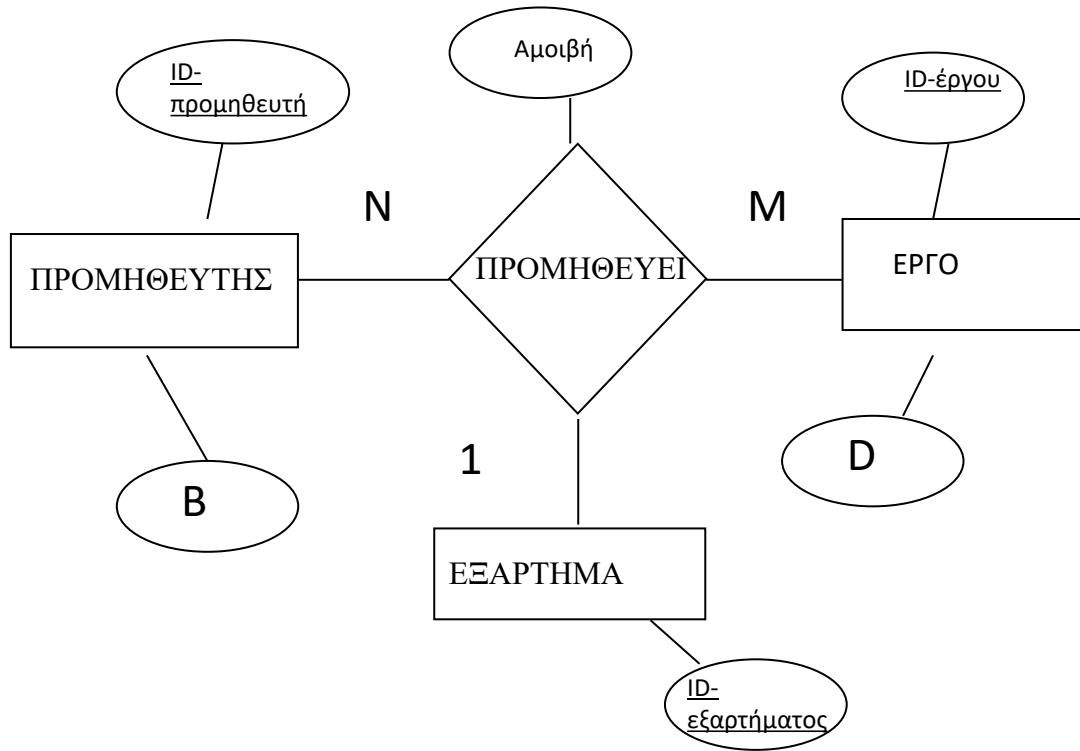 Αμοιβή
ID-
προμηθευτή
ID-έργου
N
M
ΠΡΟΜΗΘΕΥΤΗΣ
ΠΡΟΜΗΘΕΥΕΙ
ΕΡΓΟ
1
D
B
ΕΞΑΡΤΗΜΑ
ID-
εξαρτήματος